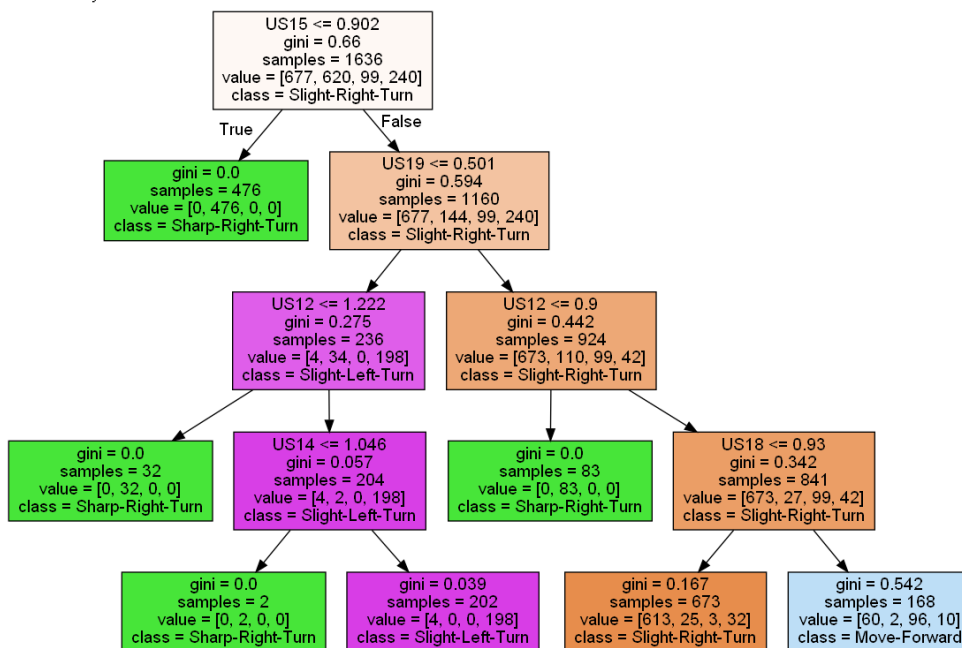 US15 <= 0.902
gini = 0.66
samples = 1636
value = [677, 620, 99, 240]
class = Slight-Right-Turn
True
False
gini = 0.0
samples = 476
value = [0, 476, 0, 0]
class = Sharp-Right-Turn
US19 <= 0.501
gini = 0.594
samples = 1160
value = [677, 144, 99, 240]
class = Slight-Right-Turn
US12 <= 1.222
gini = 0.275
samples = 236
value = [4, 34, 0, 198]
class = Slight-Left-Turn
US12 <= 0.9
gini = 0.442
samples = 924
value = [673, 110, 99, 42]
class = Slight-Right-Turn
gini = 0.0
samples = 32
value = [0, 32, 0, 0]
class = Sharp-Right-Turn
US14 <= 1.046
gini = 0.057
samples = 204
value = [4, 2, 0, 198]
class = Slight-Left-Turn
gini = 0.0
samples = 83
value = [0, 83, 0, 0]
class = Sharp-Right-Turn
US18 <= 0.93
gini = 0.342
samples = 841
value = [673, 27, 99, 42]
class = Slight-Right-Turn
gini = 0.0
samples = 2
value = [0, 2, 0, 0]
class = Sharp-Right-Turn
gini = 0.039
samples = 202
value = [4, 0, 0, 198]
class = Slight-Left-Turn
gini = 0.167
samples = 673
value = [613, 25, 3, 32]
class = Slight-Right-Turn
gini = 0.542
samples = 168
value = [60, 2, 96, 10]
class = Move-Forward